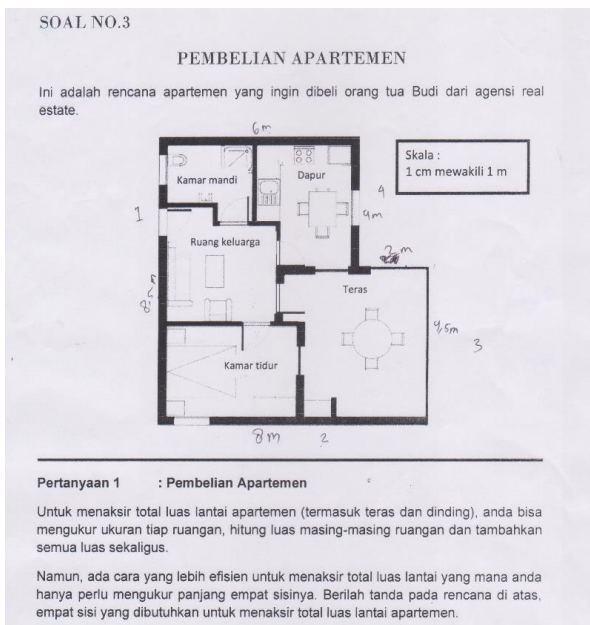 SOAL NO.3
PEMBELIAN APARTEMEN
Ini adalah rencana apartemen yang ingin dibeli orang tua Budi dari agensi real
estate.
6m
Skala :
1 cm mewakili 1 m
Kamar mandi
Dapur
4
4m
1
Ruang keluarga
2 m
Teras
8,5 m
4,5m
3
Kamar tidur
8m
2
Pertanyaan 1 : Pembelian Apartemen
Untuk menaksir total luas lantai apartemen (termasuk teras dan dinding), anda bisa
mengukur ukuran tiap ruangan, hitung luas masing-masing ruangan dan tambahkan
semua luas sekaligus.
Namun, ada cara yang lebih efisien untuk menaksir total luas lantai yang mana anda
hanya perlu mengukur panjang empat sisinya. Berilah tanda pada rencana di atas,
empat sisi yang dibutuhkan untuk menaksir total luas lantai apartemen.